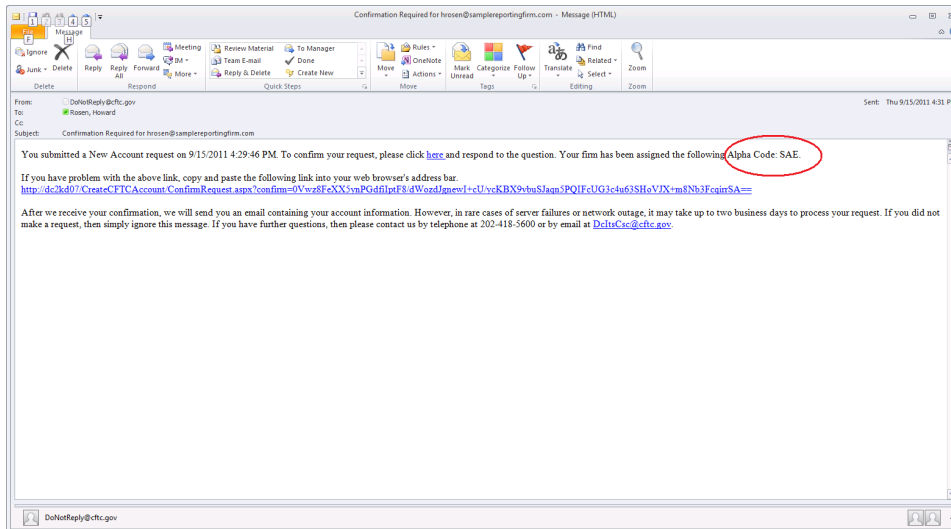 Confirmation Required for hrosen@samplereportingfirm.com - Message (HTML)
1 2 3 4 5
File Message
F H
Ignore
Junk
Delete
Reply
Reply All
Forward
Meeting
IM
More
Review Material
Team E-mail
Reply & Delete
To Manager
Done
Create New
Move
Rules
OneNote
Actions
Mark Unread
Categorize
Follow Up
Translate
Find
Related
Select
Zoom
Delete Respond Quick Steps Move Tags Editing Zoom
From: DoNotReply@cftc.gov Sent: Thu 9/15/2011 4:31 P
To: Rosen, Howard
Cc:
Subject: Confirmation Required for hrosen@samplereportingfirm.com
You submitted a New Account request on 9/15/2011 4:29:46 PM. To confirm your request, please click here and respond to the question. Your firm has been assigned the following Alpha Code: SAE.
If you have problem with the above link, copy and paste the following link into your web browser's address bar.
http://dc2kd07/CreateCFTCAccount/ConfirmRequest.aspx?confirm=0Vwz8FeXX5vnPGdfiIptF8/dWozdJgnewI+cU/ycKBX9vbuSJaqn5PQIFcUG3c4u63SHoVJX+m8Nb3FcqirrSA==
After we receive your confirmation, we will send you an email containing your account information. However, in rare cases of server failures or network outage, it may take up to two business days to process your request. If you did not
make a request, then simply ignore this message. If you have further questions, then please contact us by telephone at 202-418-5600 or by email at DcItsCsc@cftc.gov.
DoNotReply@cftc.gov